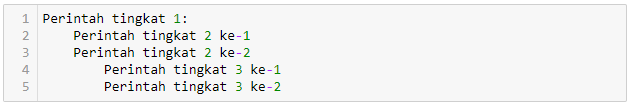 1 Perintah tingkat 1:
2     Perintah tingkat 2 ke-1
3     Perintah tingkat 2 ke-2
4         Perintah tingkat 3 ke-1
5         Perintah tingkat 3 ke-2